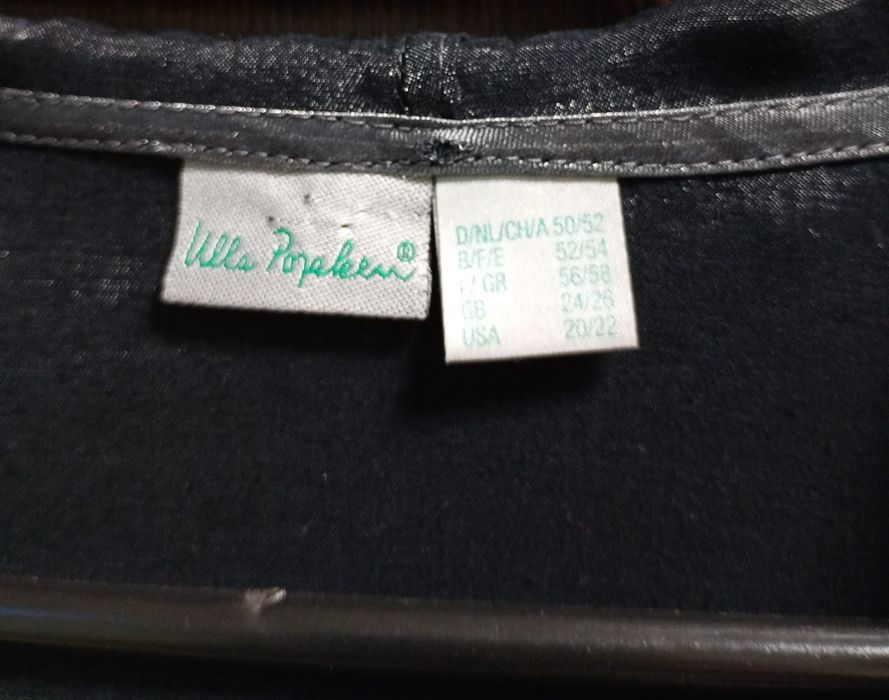 Ulla Popken®
D/NL/CH/A 50/52
B/F/E 52/54
I/GR 56/58
GB 24/26
USA 20/22